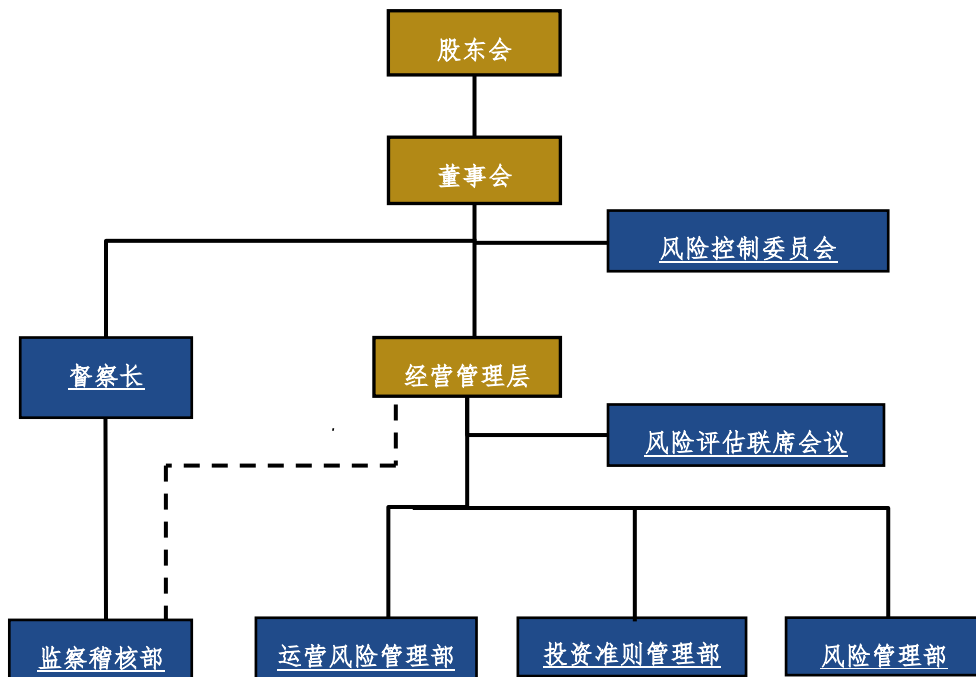 股东会
董事会
风险控制委员会
督察长
经营管理层
风险评估联席会议
监察稽核部
运营风险管理部
投资准则管理部
风险管理部